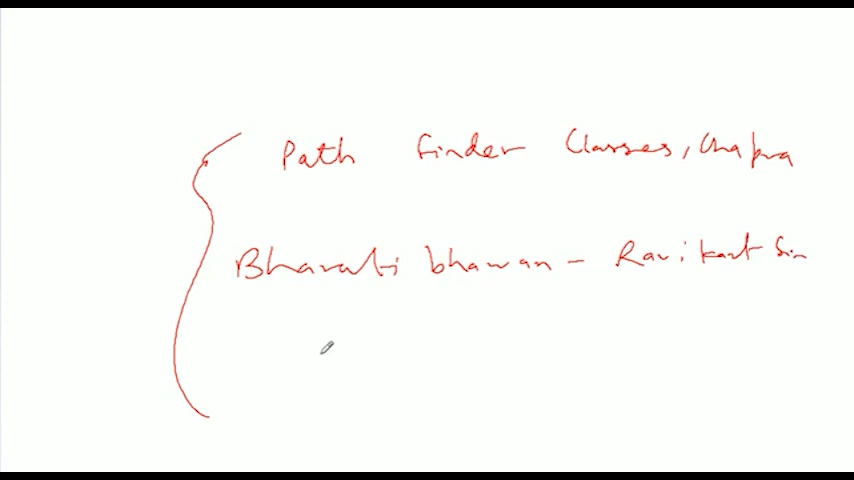 Path finder Classes, Chapra
Bharati bhawan - Ravikant Sir